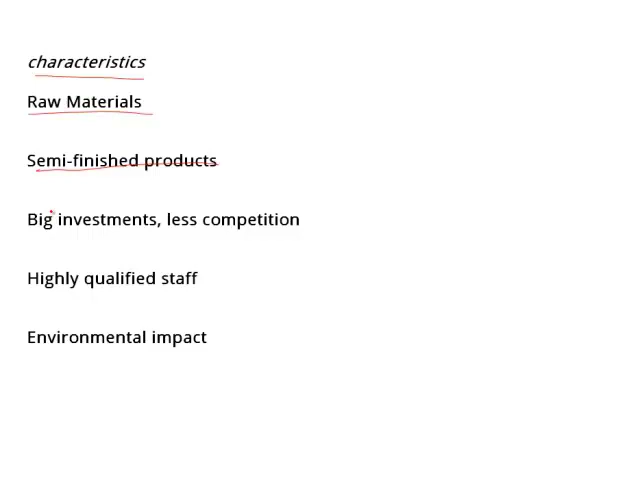 characteristics
Raw Materials
Semi-finished products
Big investments, less competition
Highly qualified staff
Environmental impact